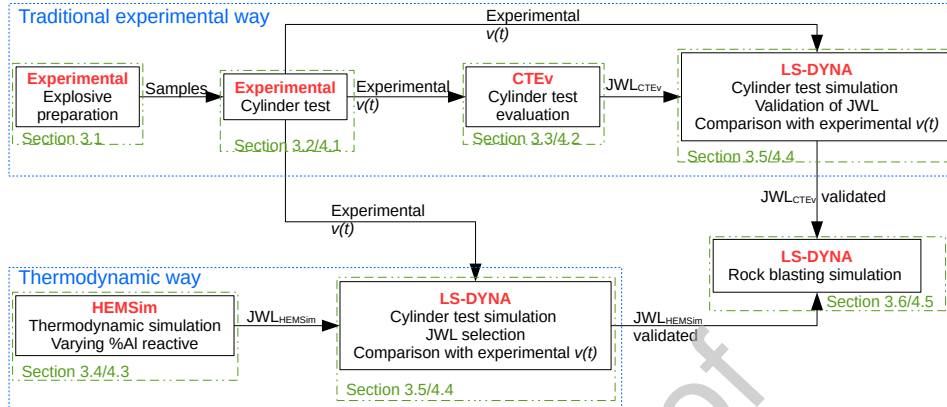 Traditional experimental way
Experimental
v(t)
Experimental
Explosive
preparation
Section 3.1
Samples
Experimental
Cylinder test
Section 3.2/4.1
Experimental
v(t)
CTEv
Cylinder test
evaluation
Section 3.3/4.2
JWLCTEv
LS-DYNA
Cylinder test simulation
Validation of JWL
Comparison with experimental v(t)
Section 3.5/4.4
Experimental
v(t)
JWLCTEv validated
Thermodynamic way
HEMSim
Thermodynamic simulation
Varying %Al reactive
Section 3.4/4.3
JWLHEMSim
LS-DYNA
Cylinder test simulation
JWL selection
Comparison with experimental v(t)
Section 3.5/4.4
JWLHEMSim
validated
LS-DYNA
Rock blasting simulation
Section 3.6/4.5
of